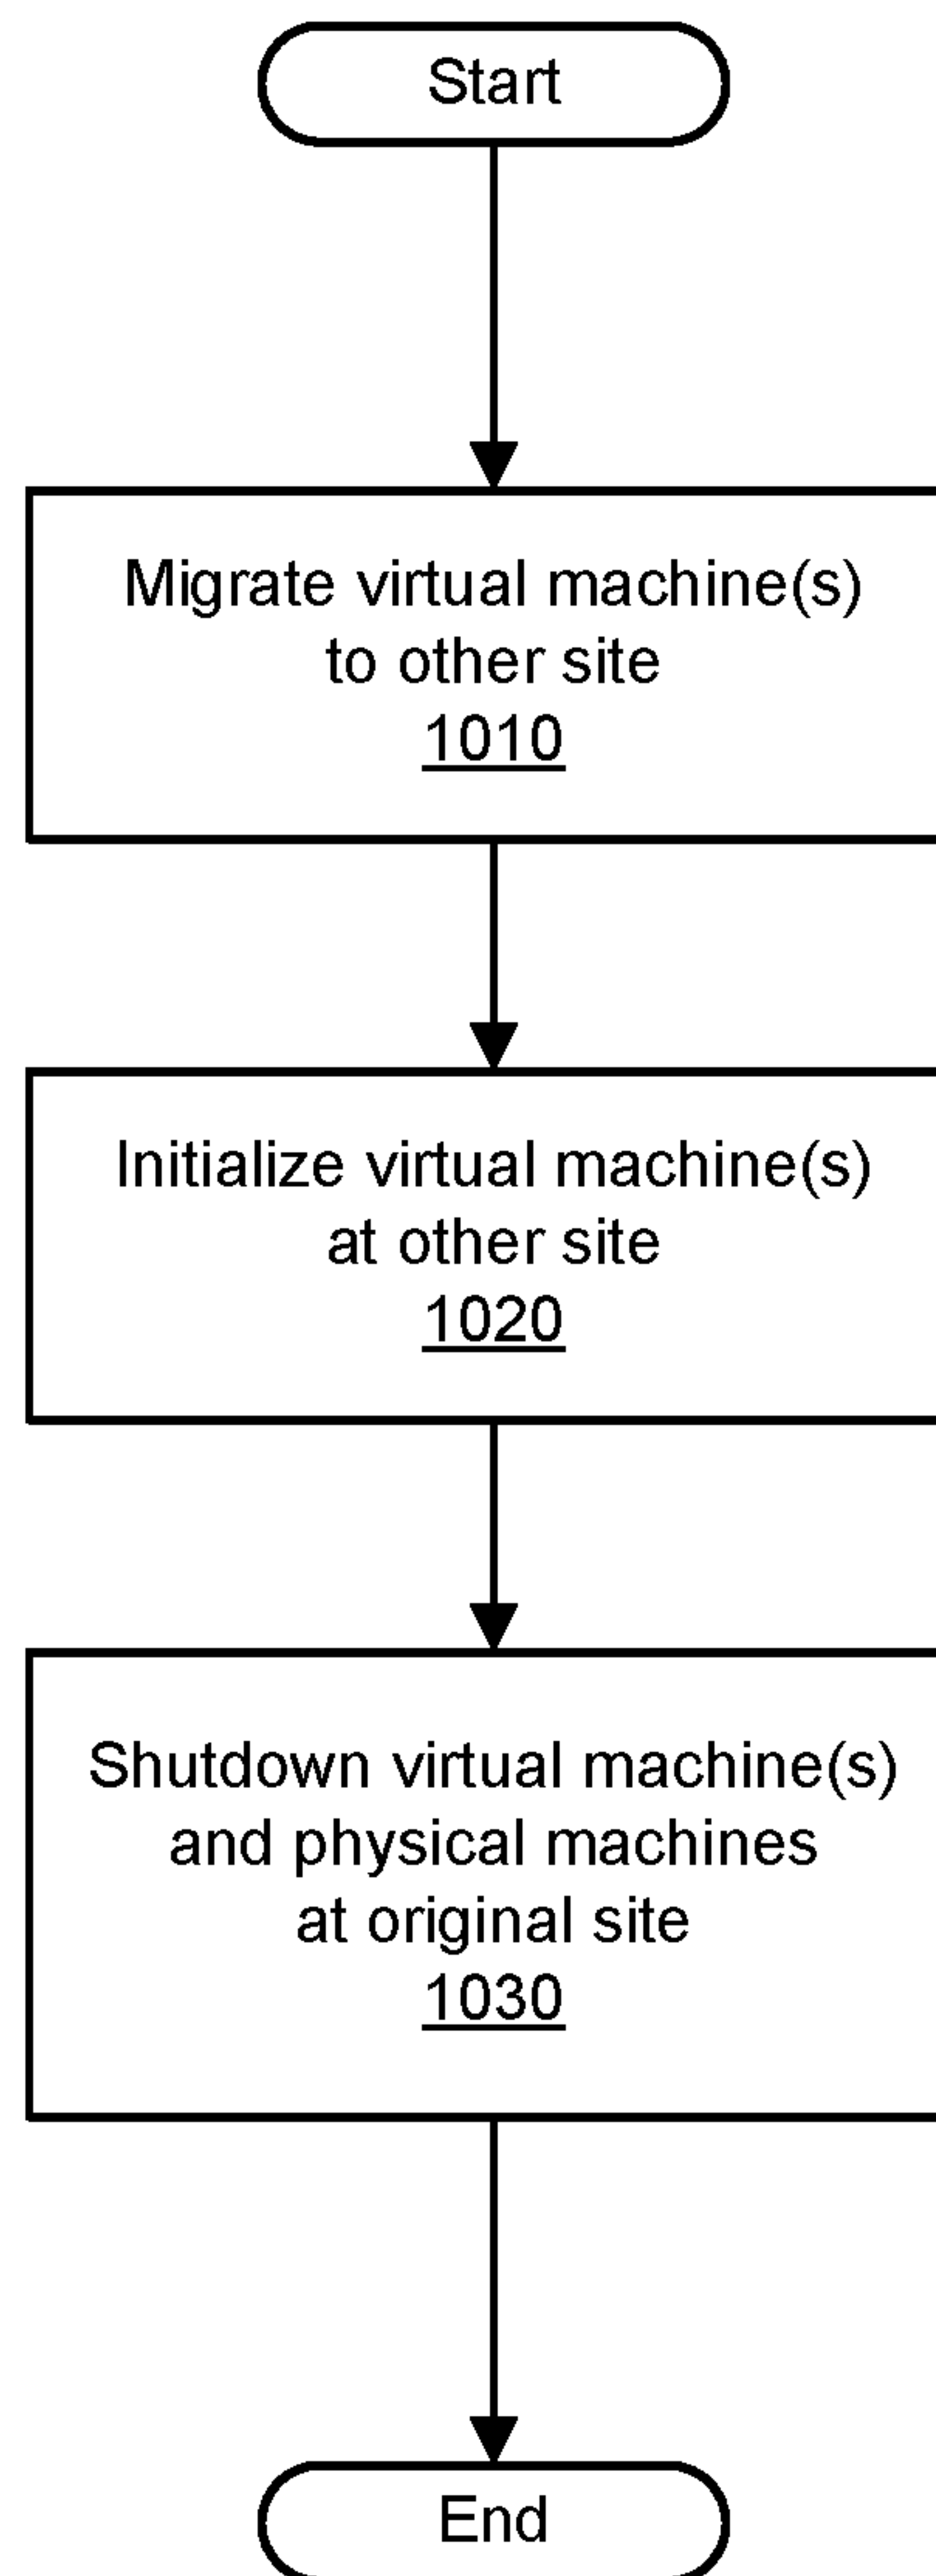 Start
Migrate virtual machine(s)
to other site
1010
Initialize virtual machine(s)
at other site
1020
Shutdown virtual machine(s)
and physical machines
at original site
1030
End